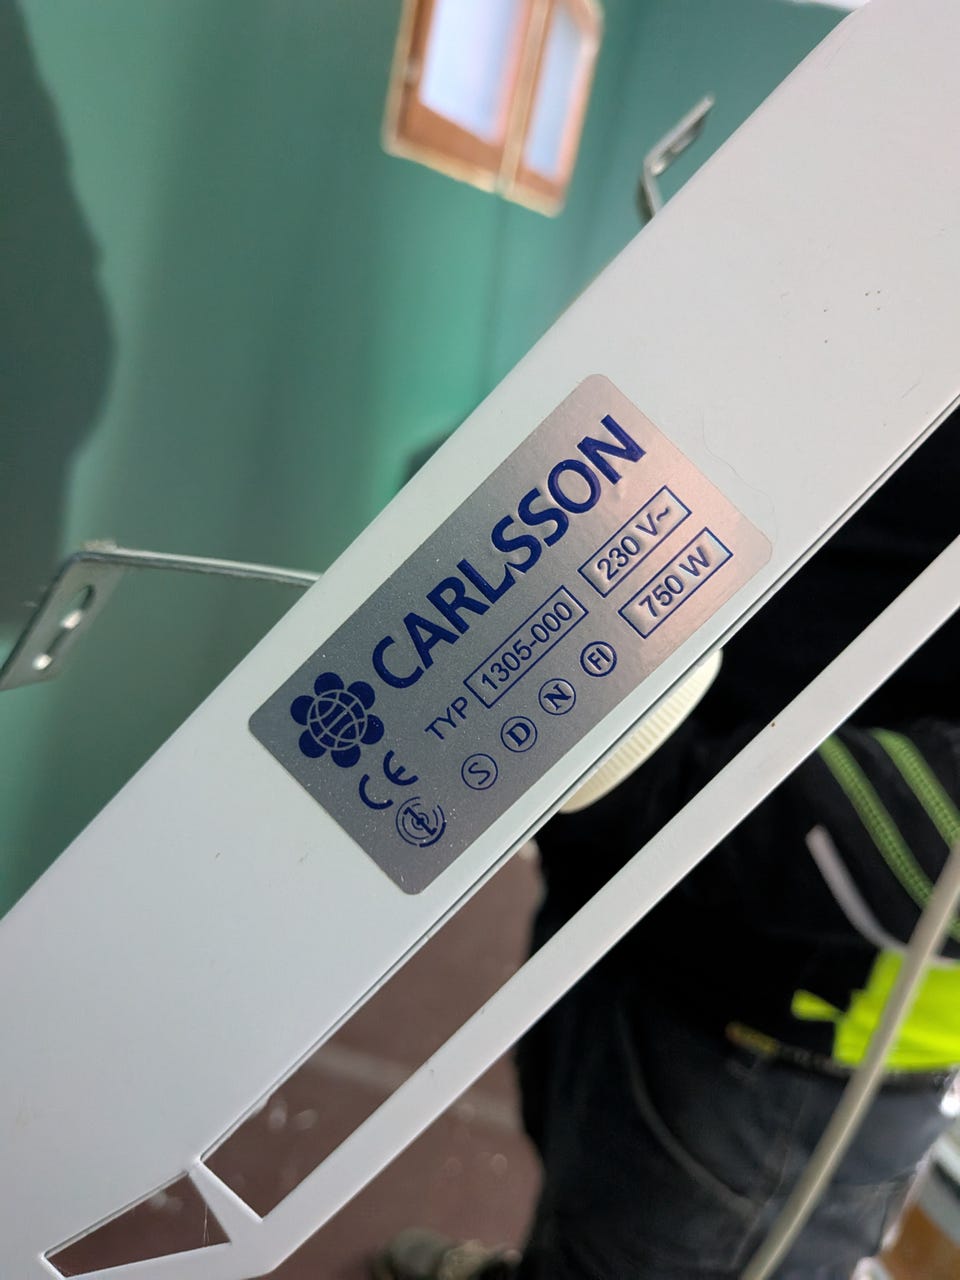 CARLSSON
TYP 1305-000 230 V~
750 W
CE S D N FI